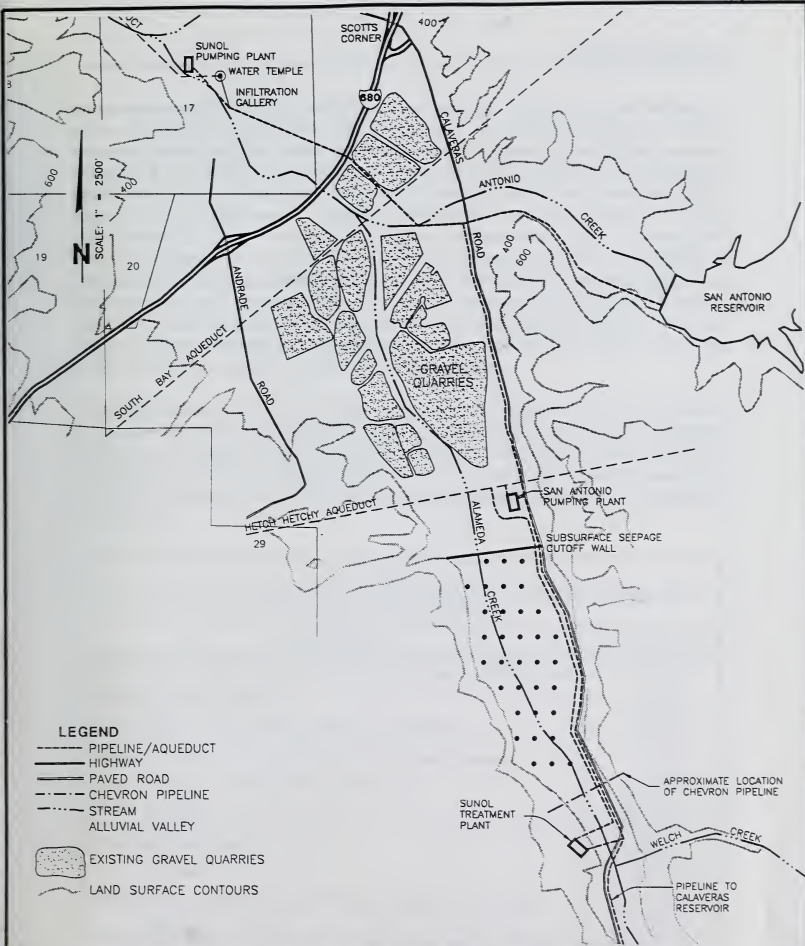 UCT
SCOTTS
CORNER
400
SUNOL
PUMPING PLANT
WATER TEMPLE
INFILTRATION
GALLERY
8
17
680
CALAVERAS
ROAD
600
400
SCALE: 1" = 2500'
N
19
20
ANTONIO
CREEK
400
600
SAN ANTONIO
RESERVOIR
ANDRADE
ROAD
SOUTH BAY AQUEDUCT
GRAVEL
QUARRIES
HETCH HETCHY AQUEDUCT
29
SAN ANTONIO
PUMPING PLANT
ALAMEDA
CREEK
SUBSURFACE SEEPAGE
CUTOFF WALL
LEGEND
PIPELINE/AQUEDUCT
HIGHWAY
PAVED ROAD
CHEVRON PIPELINE
STREAM
ALLUVIAL VALLEY
EXISTING GRAVEL QUARRIES
LAND SURFACE CONTOURS
APPROXIMATE LOCATION
OF CHEVRON PIPELINE
SUNOL
TREATMENT
PLANT
WELCH CREEK
PIPELINE TO
CALAVERAS
RESERVOIR